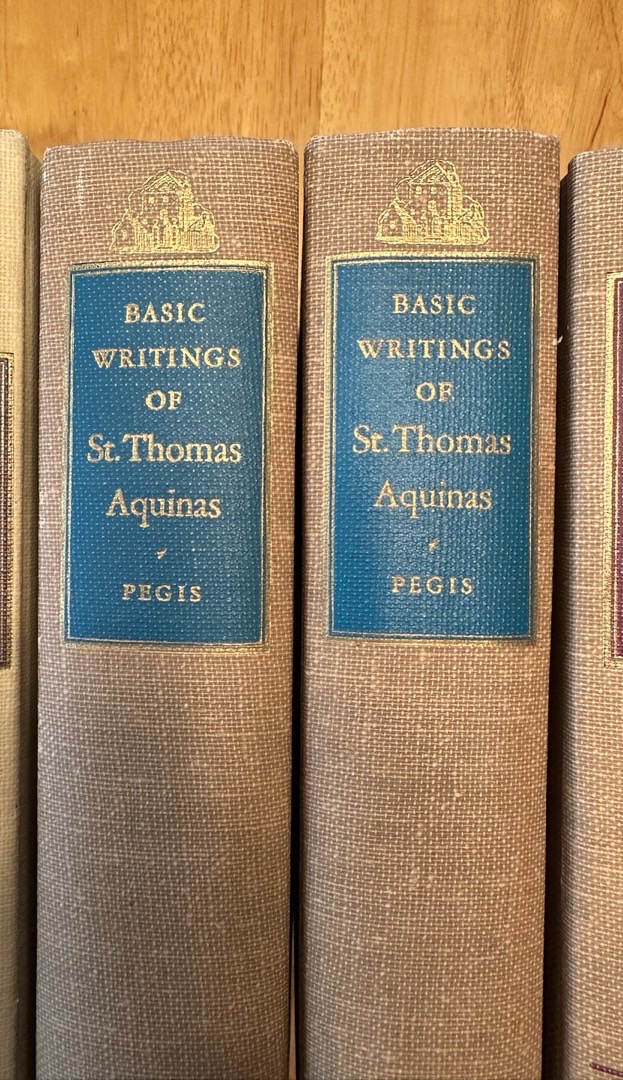 BASIC
WRITINGS
OF
St. Thomas
Aquinas
PEGIS
BASIC
WRITINGS
OF
St. Thomas
Aquinas
PEGIS